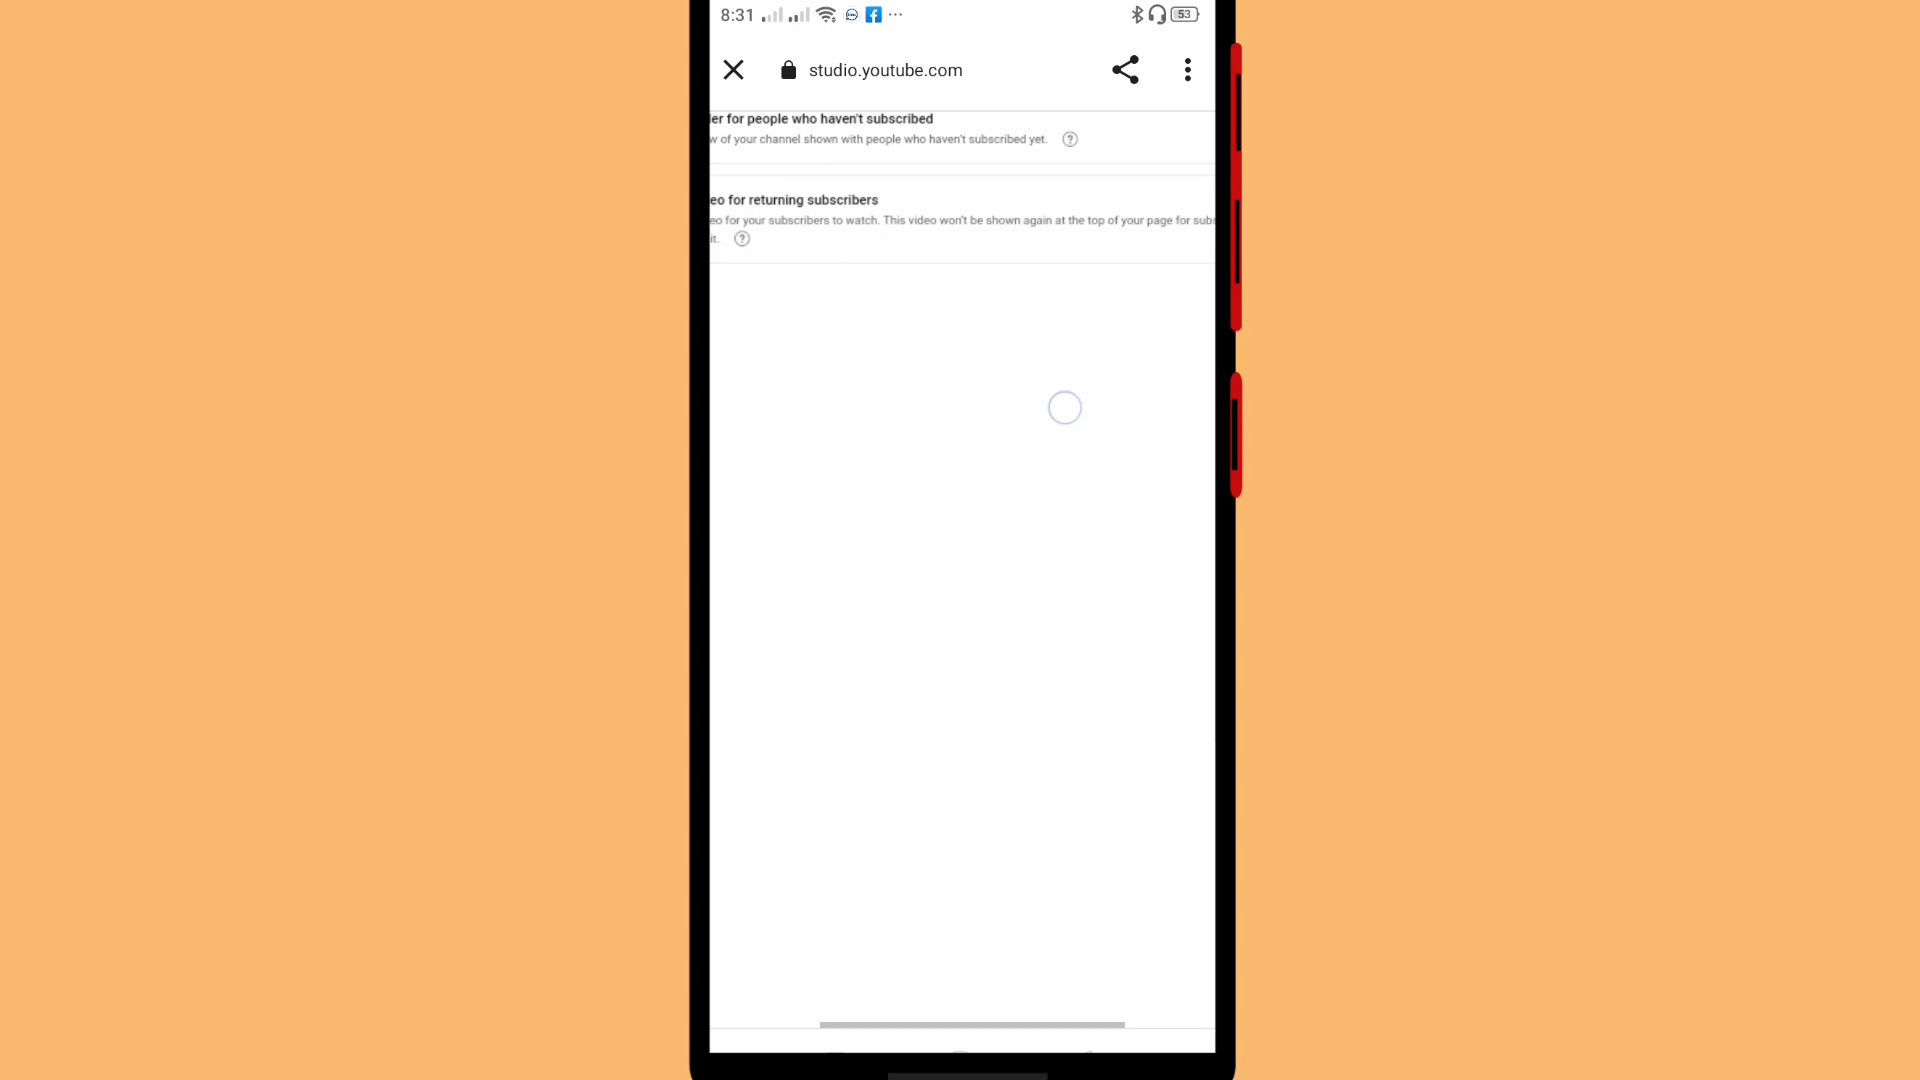 8:31
53
studio.youtube.com
ler for people who haven't subscribed
w of your channel shown with people who haven't subscribed yet.
eo for returning subscribers
eo for your subscribers to watch. This video won't be shown again at the top of your page for subs
it.